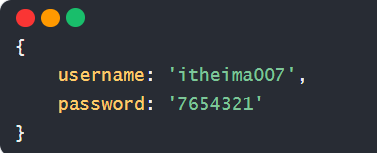 {
    username: 'itheima007',
    password: '7654321'
}